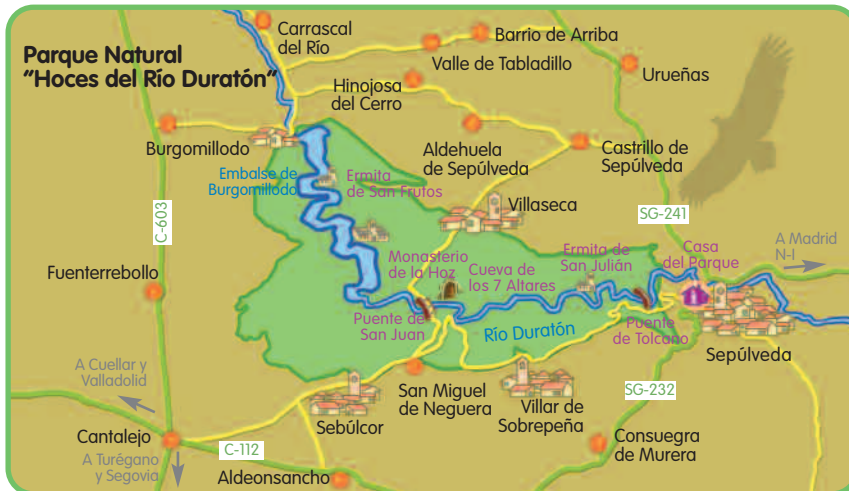 Parque Natural
"Hoces del Río Duratón"
Carrascal
del Río
Barrio de Arriba
Valle de Tabladillo
Urueñas
Hinojosa
del Cerro
Burgomillodo
Aldehuela
de Sepúlveda
Castrillo de
Sepúlveda
Embalse de
Burgomillodo
Ermita
de San Frutos
Villaseca
SG-241
C-603
Monasterio
de la Hoz
Cueva de
los 7 Altares
Ermita de
San Julián
Casa
del Parque
A Madrid
N-I
Fuenterrebollo
Puente de
San Juan
Río Duratón
Puente
de Tolcano
Sepúlveda
A Cuellar y
Valladolid
San Miguel
de Neguera
SG-232
Sebúlcor
Villar de
Sobrepeña
Cantalejo
C-112
Consuegra
de Murera
A Turégano
y Segovia
Aldeonsancho